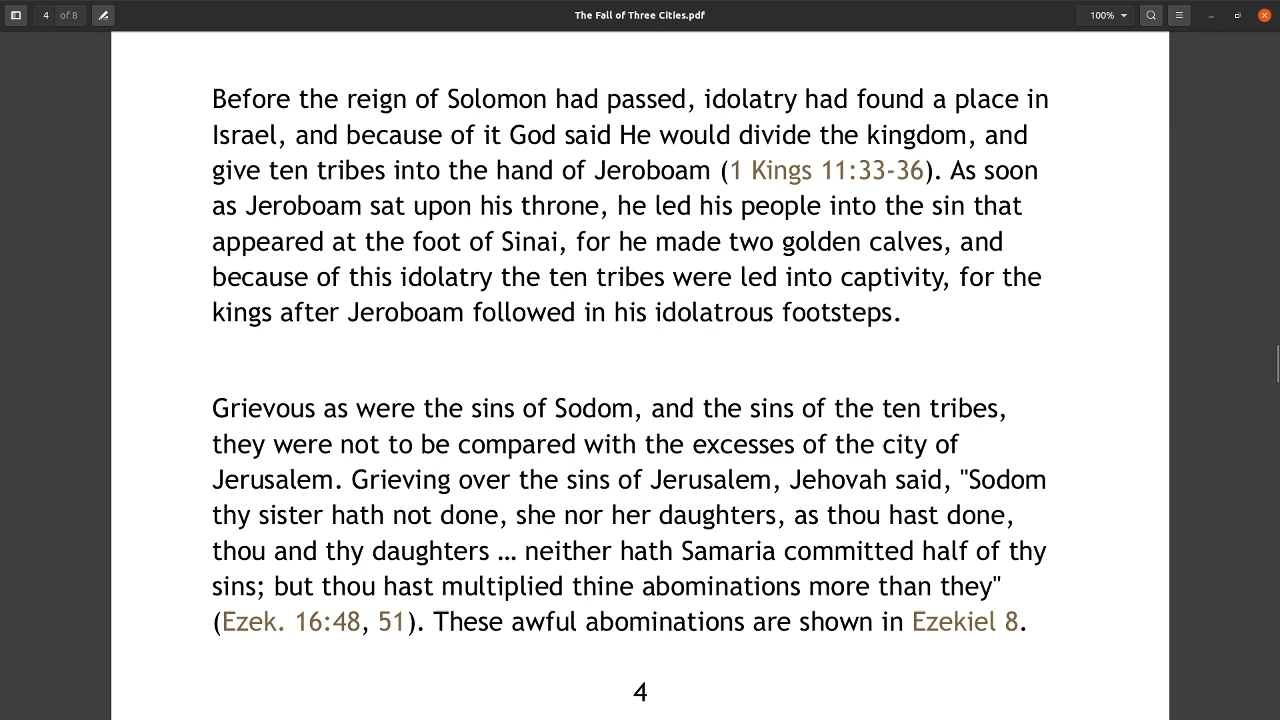 4 of 8
The Fall of Three Cities.pdf
100%
Before the reign of Solomon had passed, idolatry had found a place in
Israel, and because of it God said He would divide the kingdom, and
give ten tribes into the hand of Jeroboam (1 Kings 11:33-36). As soon
as Jeroboam sat upon his throne, he led his people into the sin that
appeared at the foot of Sinai, for he made two golden calves, and
because of this idolatry the ten tribes were led into captivity, for the
kings after Jeroboam followed in his idolatrous footsteps.
Grievous as were the sins of Sodom, and the sins of the ten tribes,
they were not to be compared with the excesses of the city of
Jerusalem. Grieving over the sins of Jerusalem, Jehovah said, "Sodom
thy sister hath not done, she nor her daughters, as thou hast done,
thou and thy daughters … neither hath Samaria committed half of thy
sins; but thou hast multiplied thine abominations more than they"
(Ezek. 16:48, 51). These awful abominations are shown in Ezekiel 8.
4